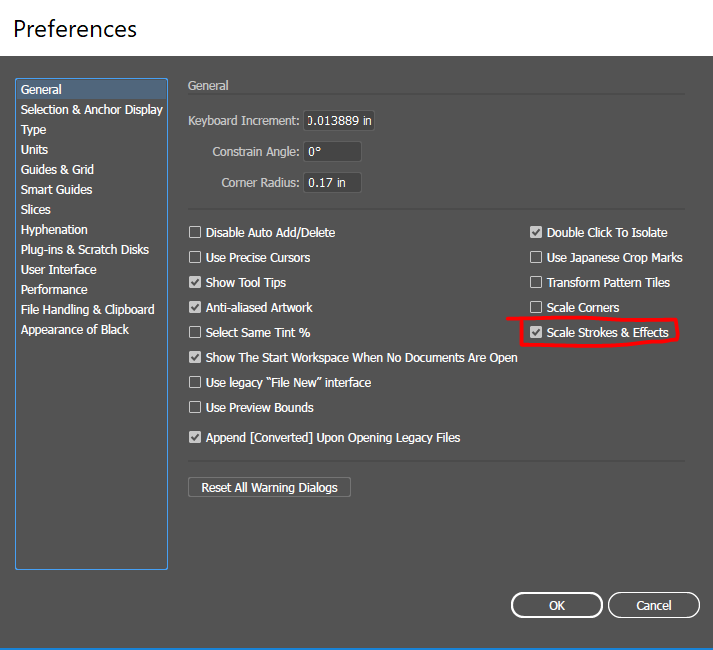 Preferences
General
Selection & Anchor Display
Type
Units
Guides & Grid
Smart Guides
Slices
Hyphenation
Plug-ins & Scratch Disks
User Interface
Performance
File Handling & Clipboard
Appearance of Black
General
Keyboard Increment: 0.013889 in
Constrain Angle: 0°
Corner Radius: 0.17 in
Disable Auto Add/Delete
Use Precise Cursors
Show Tool Tips
Anti-aliased Artwork
Select Same Tint %
Show The Start Workspace When No Documents Are Open
Use legacy “File New” interface
Use Preview Bounds
Append [Converted] Upon Opening Legacy Files
Double Click To Isolate
Use Japanese Crop Marks
Transform Pattern Tiles
Scale Corners
Scale Strokes & Effects
Reset All Warning Dialogs
OK
Cancel